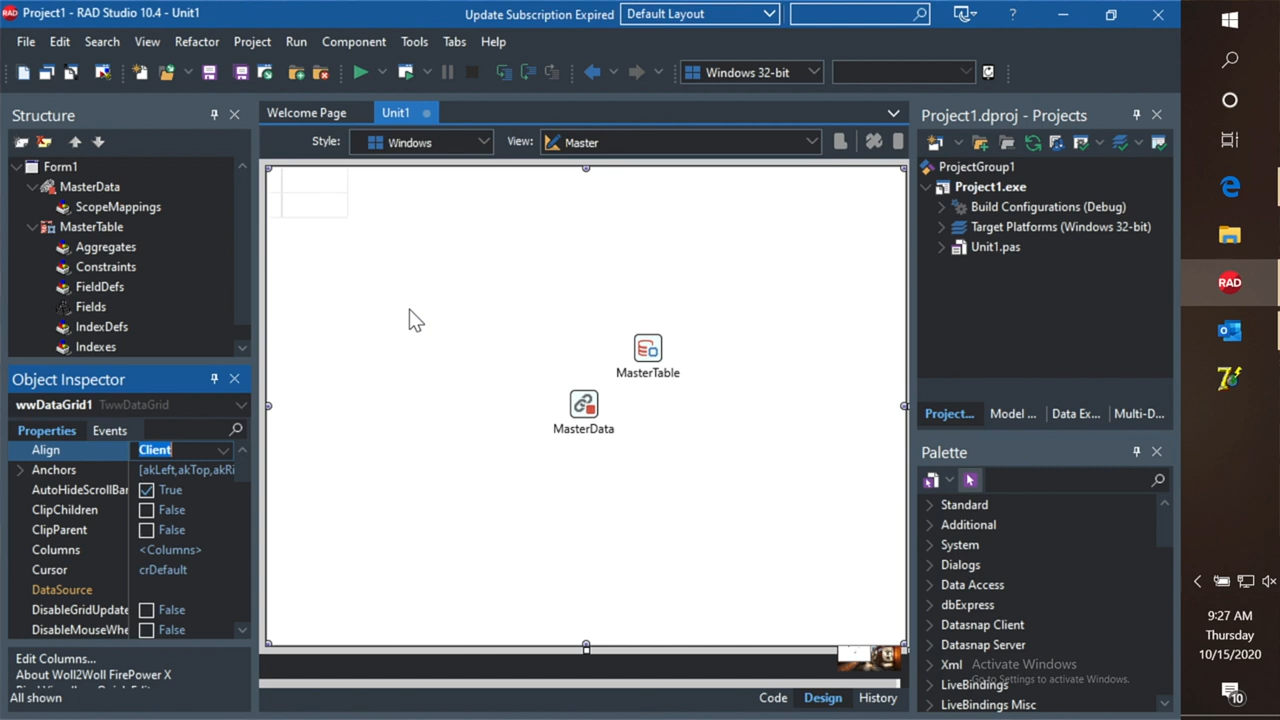 RAD Project1 - RAD Studio 10.4 - Unit1
Update Subscription Expired
Default Layout
File Edit Search View Refactor Project Run Component Tools Tabs Help
Windows 32-bit
Structure
Form1
MasterData
ScopeMappings
MasterTable
Aggregates
Constraints
FieldDefs
Fields
IndexDefs
Indexes
Object Inspector
wwDataGrid1 TwwDataGrid
Properties Events
Align Client
Anchors [akLeft,akTop,akRi
AutoHideScrollBar True
ClipChildren False
ClipParent False
Columns <Columns>
Cursor crDefault
DataSource
DisableGridUpdate False
DisableMouseWhe False
Edit Columns...
About Woll2Woll FirePower X
All shown
Welcome Page Unit1
Style: Windows View: Master
MasterTable
MasterData
Code Design History
Project1.dproj - Projects
ProjectGroup1
Project1.exe
Build Configurations (Debug)
Target Platforms (Windows 32-bit)
Unit1.pas
Project... Model ... Data Ex... Multi-D...
Palette
Standard
Additional
System
Dialogs
Data Access
dbExpress
Datasnap Client
Datasnap Server
Xml
LiveBindings
LiveBindings Misc
Activate Windows
Go to Settings to activate Windows.
RAD
7
9:27 AM
Thursday
10/15/2020
10